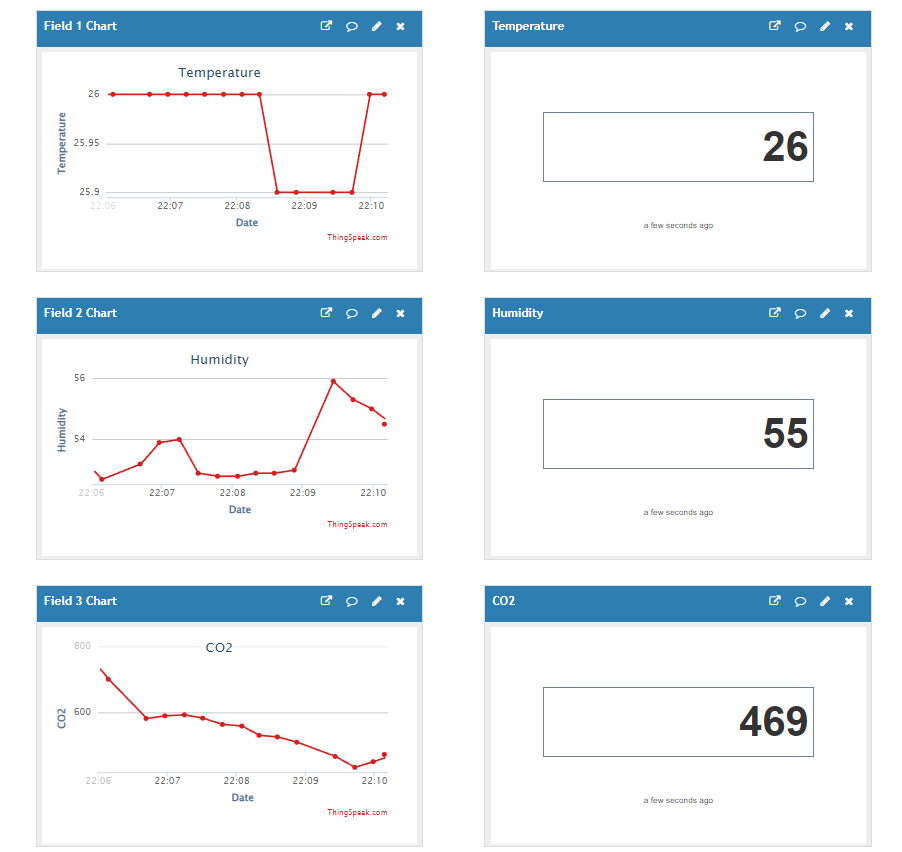 Field 1 Chart
Temperature
Temperature
26
25.95
25.9
Temperature
22:06 22:07 22:08 22:09 22:10
Date
ThingSpeak.com
26
a few seconds ago
Field 2 Chart
Humidity
Humidity
56
54
Humidity
22:06 22:07 22:08 22:09 22:10
Date
ThingSpeak.com
55
a few seconds ago
Field 3 Chart
CO2
CO2
800
600
CO2
22:06 22:07 22:08 22:09 22:10
Date
ThingSpeak.com
469
a few seconds ago